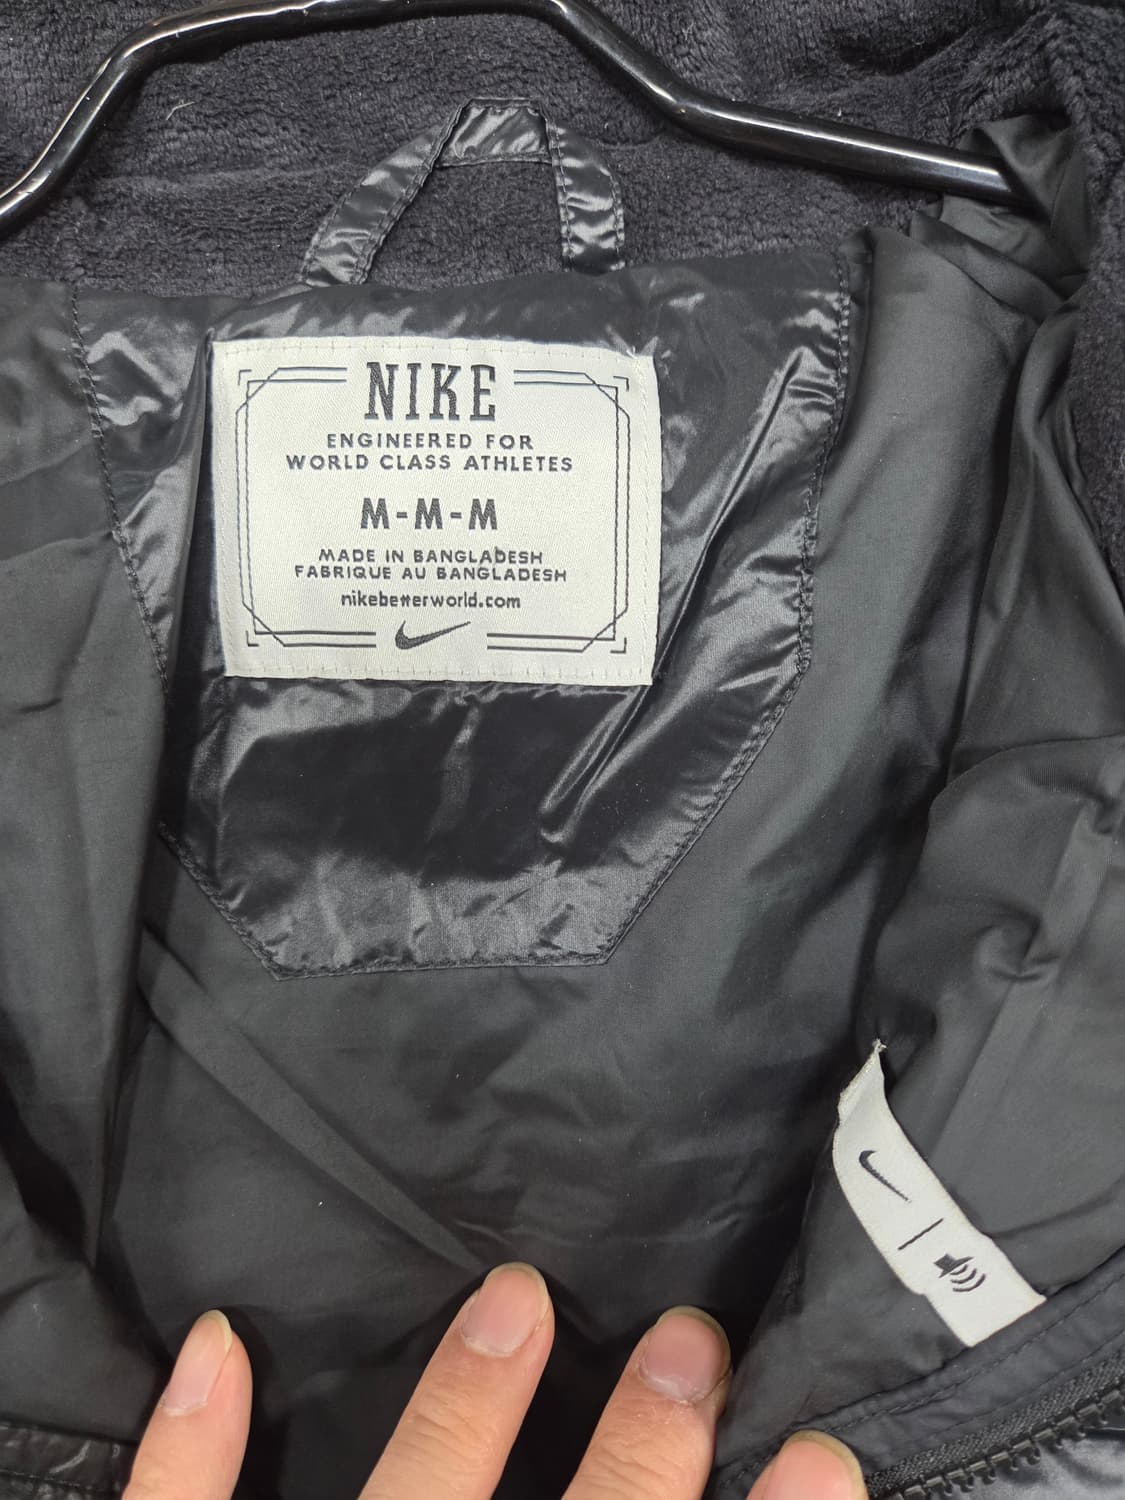 NIKE
ENGINEERED FOR
WORLD CLASS ATHLETES
M-M-M
MADE IN BANGLADESH
FABRIQUE AU BANGLADESH
nikebetterworld.com